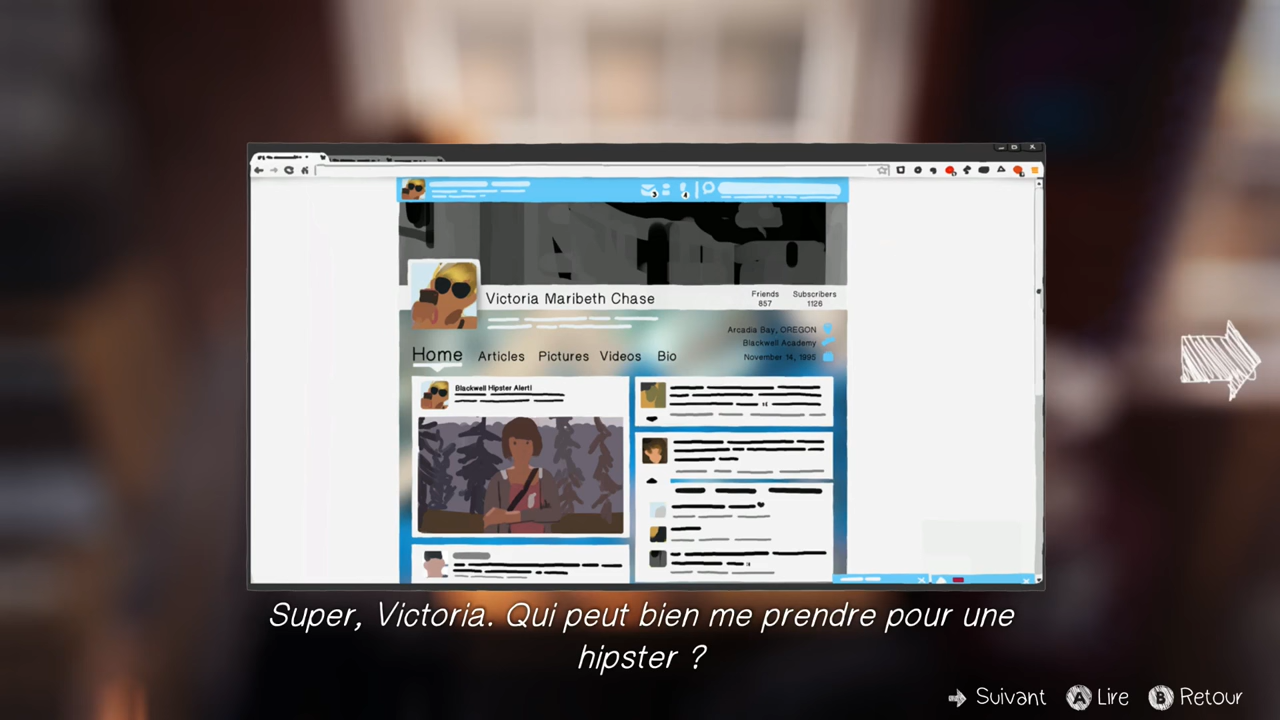 Victoria Maribeth Chase
Friends
857
Subscribers
1126
Arcadia Bay, OREGON
Blackwell Academy
November 14, 1995
Home Articles Pictures Videos Bio
Blackwell Hipster Alert!
Super, Victoria. Qui peut bien me prendre pour une
hipster ?
Suivant A Lire B Retour